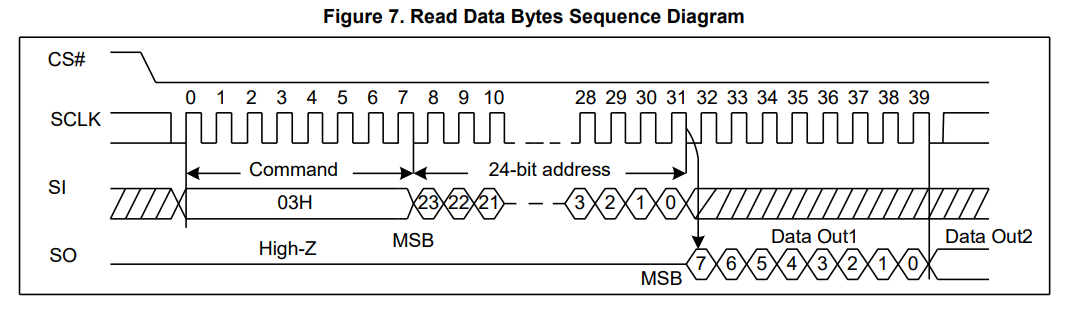 Figure 7. Read Data Bytes Sequence Diagram
CS#
0 1 2 3 4 5 6 7 8 9 10 28 29 30 31 32 33 34 35 36 37 38 39
SCLK
Command 24-bit address
SI 03H 23 22 21 3 2 1 0
High-Z MSB Data Out1 Data Out2
SO 7 6 5 4 3 2 1 0
MSB